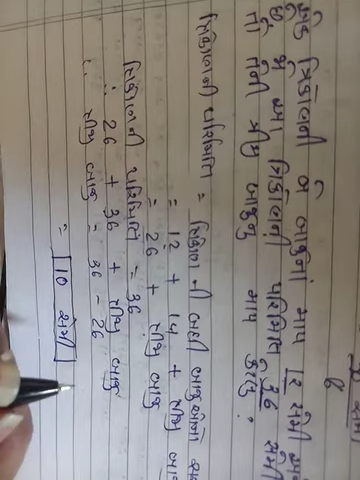 એક ત્રિકોણની બે બાજુનાં માપ 12 સેમી અને
છે. આ ત્રિકોણની પરિમિતિ 36 સેમી
તો તેની ત્રીજી બાજુનું માપ શોધો:
ત્રિકોણની પરિમિતિ = ત્રિકોણની બધી બાજુઓનો
= 12 + 14 + ત્રીજી
= 26 + ત્રીજી બાજુ
ત્રિકોણની પરિમિતિ = 36
∴ 26 + 36 + ત્રીજી બાજુ
∴ ત્રીજી બાજુ = 36 - 26
= 10 સેમી